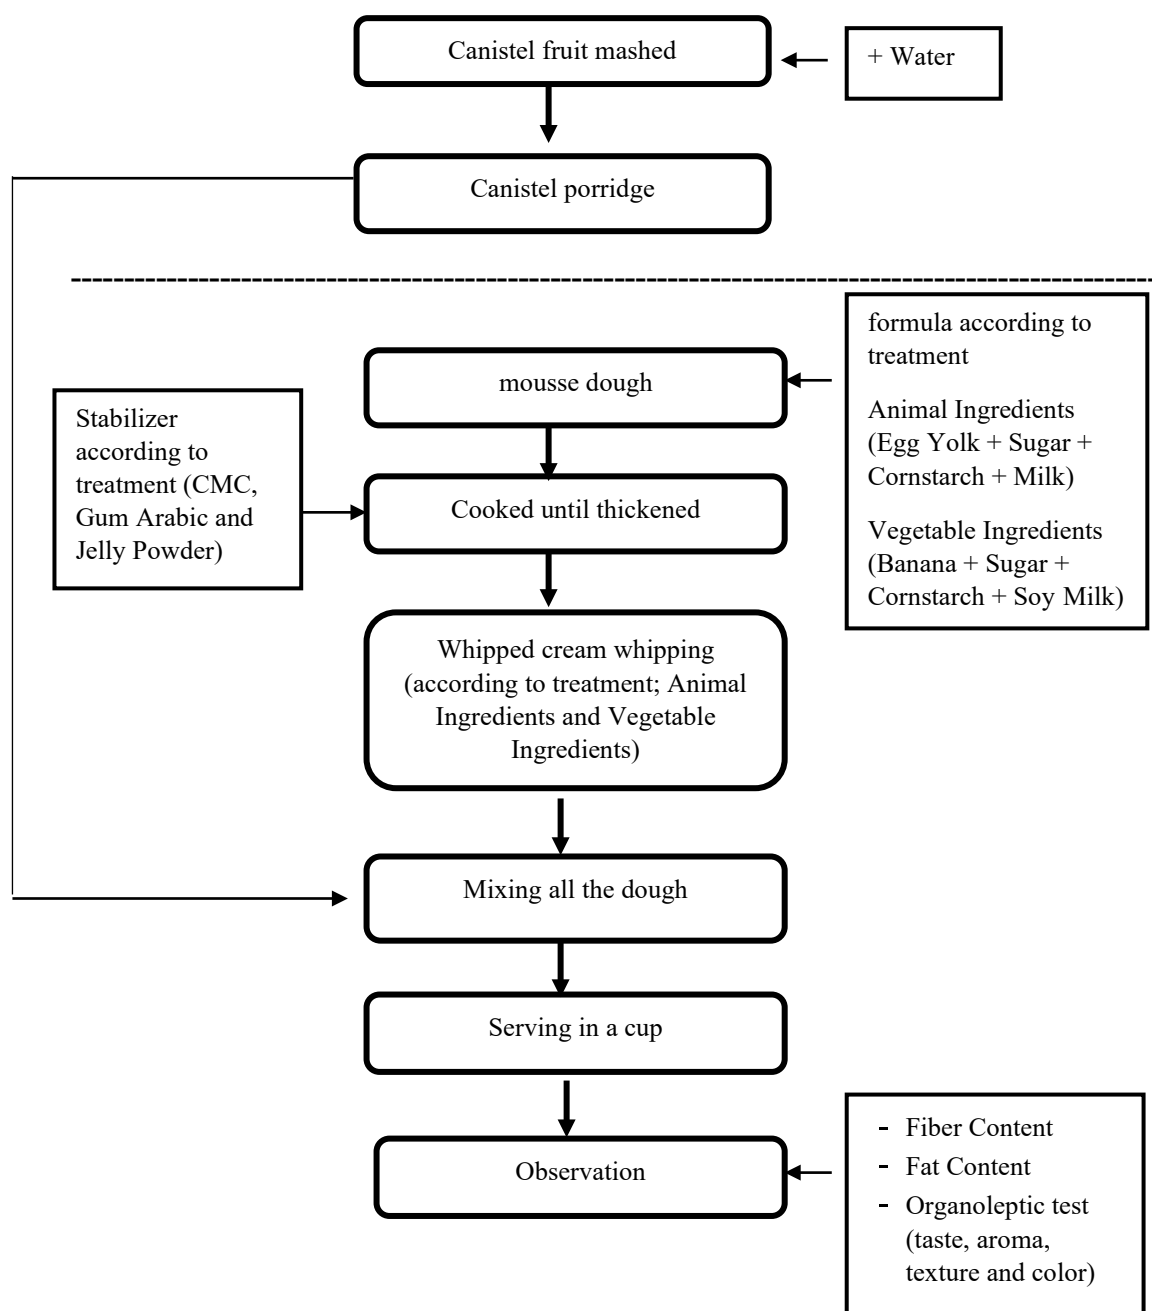 Canistel fruit mashed
+ Water
Canistel porridge
formula according to
treatment
Animal Ingredients
(Egg Yolk + Sugar +
Cornstarch + Milk)
Vegetable Ingredients
(Banana + Sugar +
Cornstarch + Soy Milk)
mousse dough
Stabilizer
according to
treatment (CMC,
Gum Arabic and
Jelly Powder)
Cooked until thickened
Whipped cream whipping
(according to treatment; Animal
Ingredients and Vegetable
Ingredients)
Mixing all the dough
Serving in a cup
Observation
- Fiber Content
- Fat Content
- Organoleptic test
(taste, aroma,
texture and color)